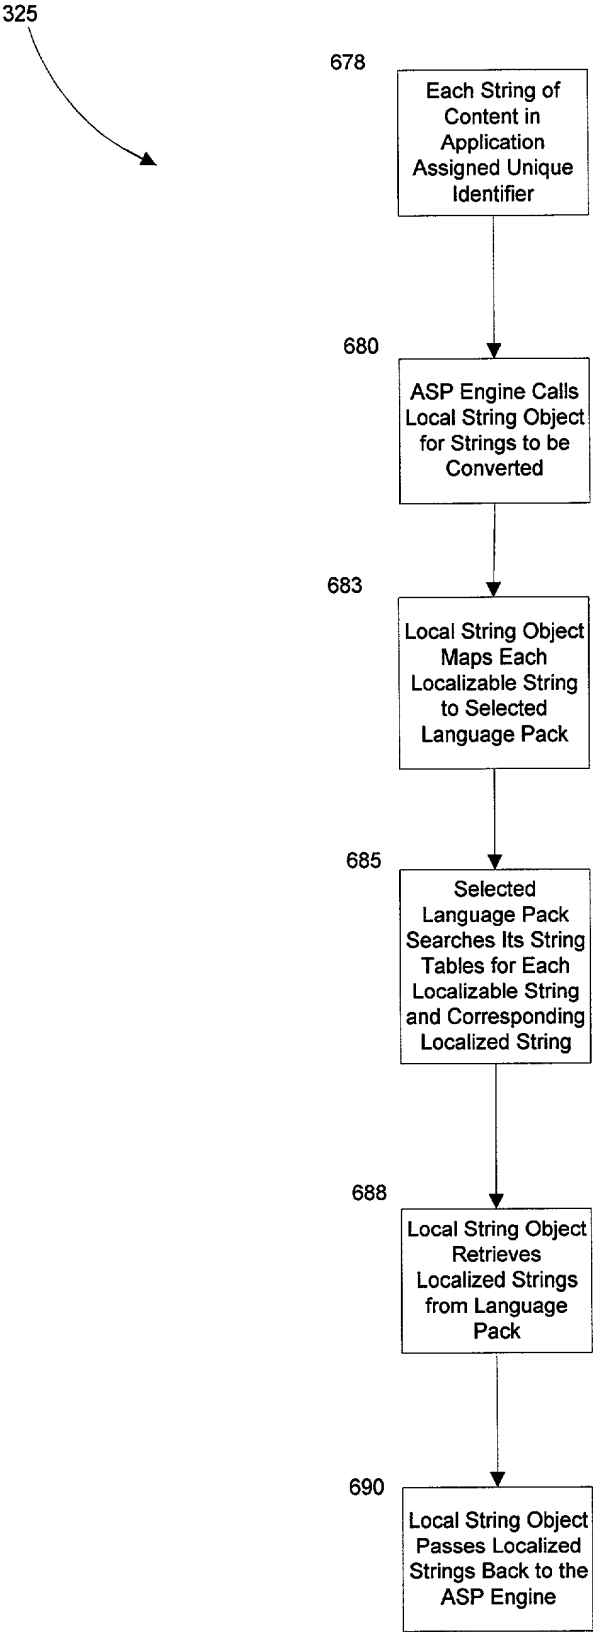 325
678
Each String of
Content in
Application
Assigned Unique
Identifier
680
ASP Engine Calls
Local String Object
for Strings to be
Converted
683
Local String Object
Maps Each
Localizable String
to Selected
Language Pack
685
Selected
Language Pack
Searches Its String
Tables for Each
Localizable String
and Corresponding
Localized String
688
Local String Object
Retrieves
Localized Strings
from Language
Pack
690
Local String Object
Passes Localized
Strings Back to the
ASP Engine